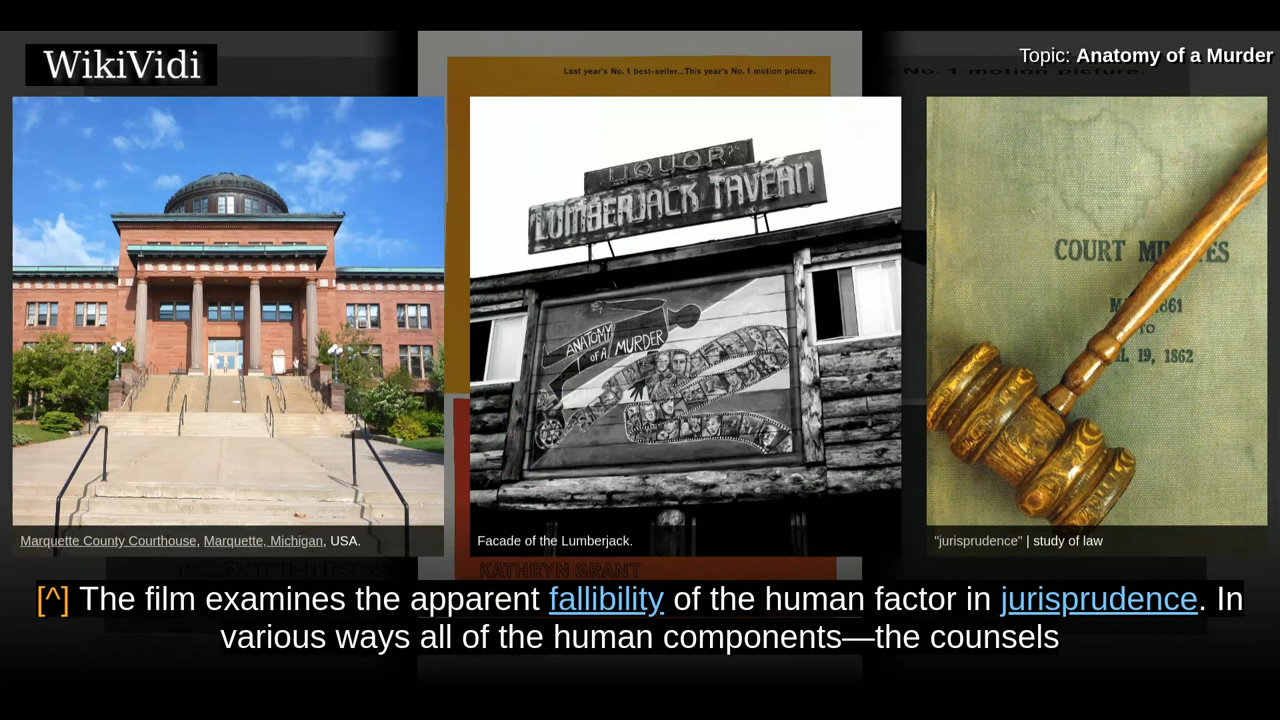 WikiVidi
Topic: Anatomy of a Murder
Last year's No. 1 best-seller...This year's No. 1 motion picture.
No. 1 motion picture.
LIQUOR
LUMBERJACK TAVERN
ANATOMY
OF A MURDER
COURT MI ES
1861
TO
19, 1862
Marquette County Courthouse, Marquette, Michigan, USA.
Facade of the Lumberjack.
"jurisprudence" | study of law
KATHRYN GRANT
[^] The film examines the apparent fallibility of the human factor in jurisprudence. In
various ways all of the human components—the counsels